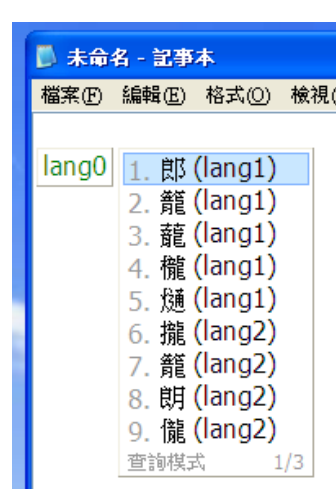 未命名 - 記事本
檔案(F) 編輯(E) 格式(O) 檢視(
lang0
1. 郎 (lang1)
2. 籠 (lang1)
3. 蘢 (lang1)
4. 櫳 (lang1)
5. (lang1)
6. 攏 (lang2)
7. 籠 (lang2)
8. 朗 (lang2)
9. 儱 (lang2)
查詢模式 1/3